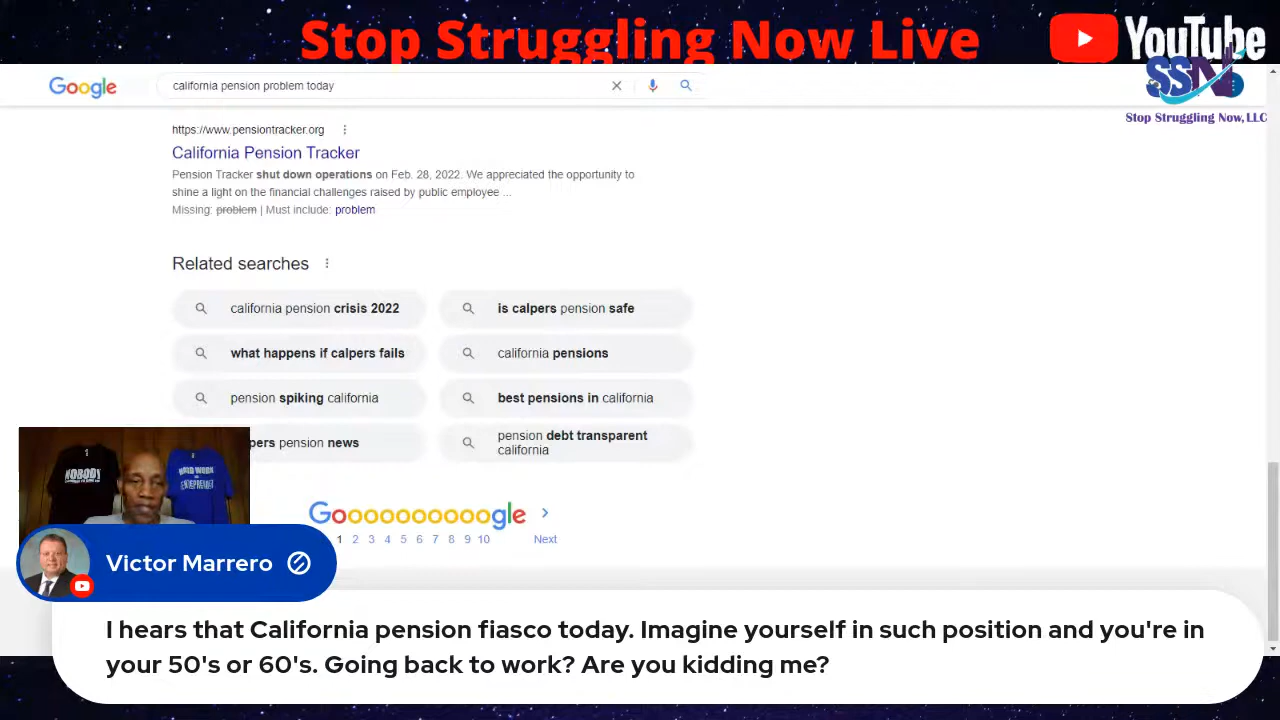 Stop Struggling Now Live
YouTube
SSN
Stop Struggling Now, LLC
Google
california pension problem today
https://www.pensiontracker.org
California Pension Tracker
Pension Tracker shut down operations on Feb. 28, 2022. We appreciated the opportunity to
shine a light on the financial challenges raised by public employee ...
Missing: problem | Must include: problem
Related searches
california pension crisis 2022
is calpers pension safe
what happens if calpers fails
california pensions
pension spiking california
best pensions in california
pers pension news
pension debt transparent
california
NOBODY
HARD WORK
ENTREPRENEUR
Goooooooooogle
1 2 3 4 5 6 7 8 9 10 Next
Victor Marrero
I hears that California pension fiasco today. Imagine yourself in such position and you're in
your 50's or 60's. Going back to work? Are you kidding me?